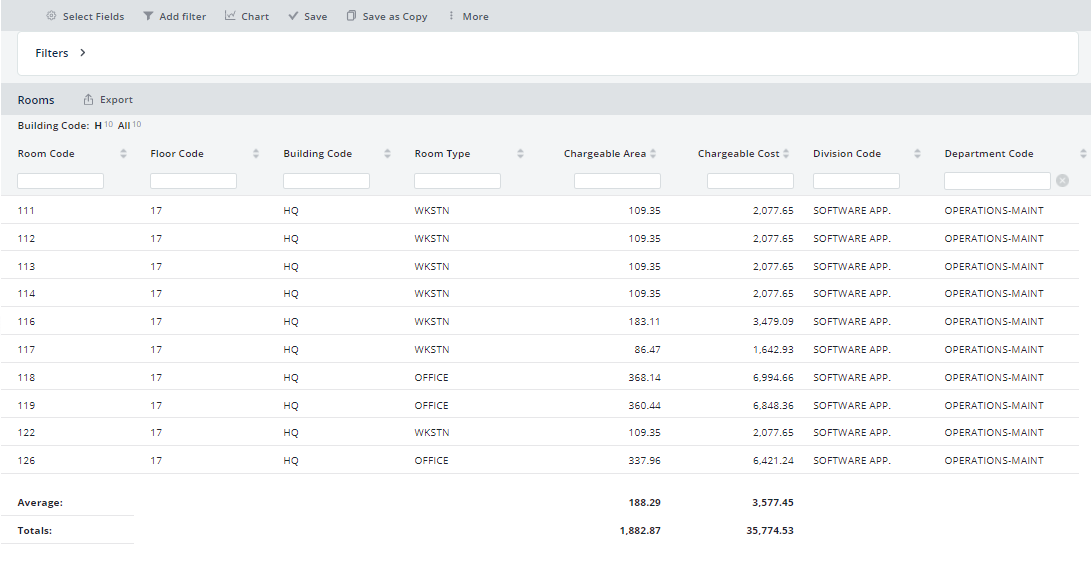 Select Fields Add filter Chart Save Save as Copy More
Filters
Rooms Export
Building Code: H 10 All 10
Room Code Floor Code Building Code Room Type Chargeable Area Chargeable Cost Division Code Department Code
111 17 HQ WKSTN 109.35 2,077.65 SOFTWARE APP. OPERATIONS-MAINT
112 17 HQ WKSTN 109.35 2,077.65 SOFTWARE APP. OPERATIONS-MAINT
113 17 HQ WKSTN 109.35 2,077.65 SOFTWARE APP. OPERATIONS-MAINT
114 17 HQ WKSTN 109.35 2,077.65 SOFTWARE APP. OPERATIONS-MAINT
116 17 HQ WKSTN 183.11 3,479.09 SOFTWARE APP. OPERATIONS-MAINT
117 17 HQ WKSTN 86.47 1,642.93 SOFTWARE APP. OPERATIONS-MAINT
118 17 HQ OFFICE 368.14 6,994.66 SOFTWARE APP. OPERATIONS-MAINT
119 17 HQ OFFICE 360.44 6,848.36 SOFTWARE APP. OPERATIONS-MAINT
122 17 HQ WKSTN 109.35 2,077.65 SOFTWARE APP. OPERATIONS-MAINT
126 17 HQ OFFICE 337.96 6,421.24 SOFTWARE APP. OPERATIONS-MAINT
Average: 188.29 3,577.45
Totals: 1,882.87 35,774.53